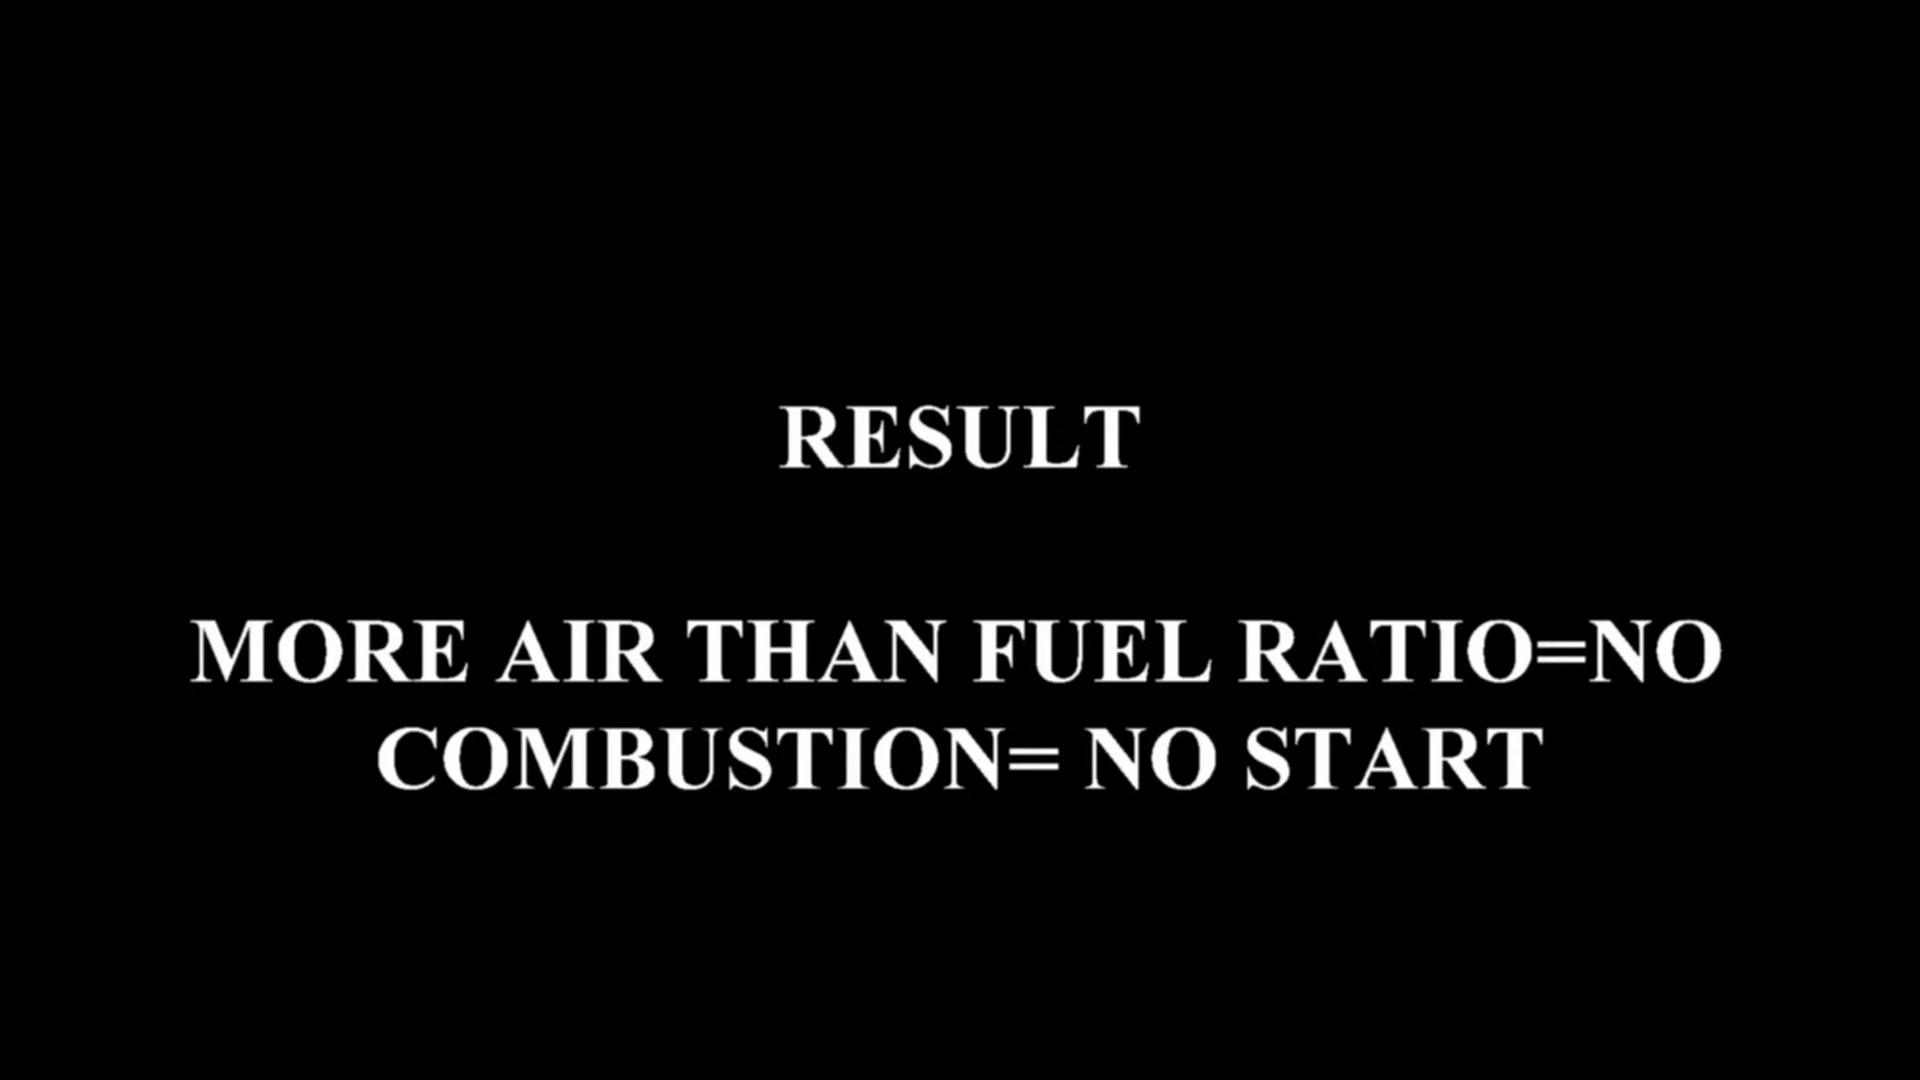 RESULT
MORE AIR THAN FUEL RATIO=NO
COMBUSTION= NO START